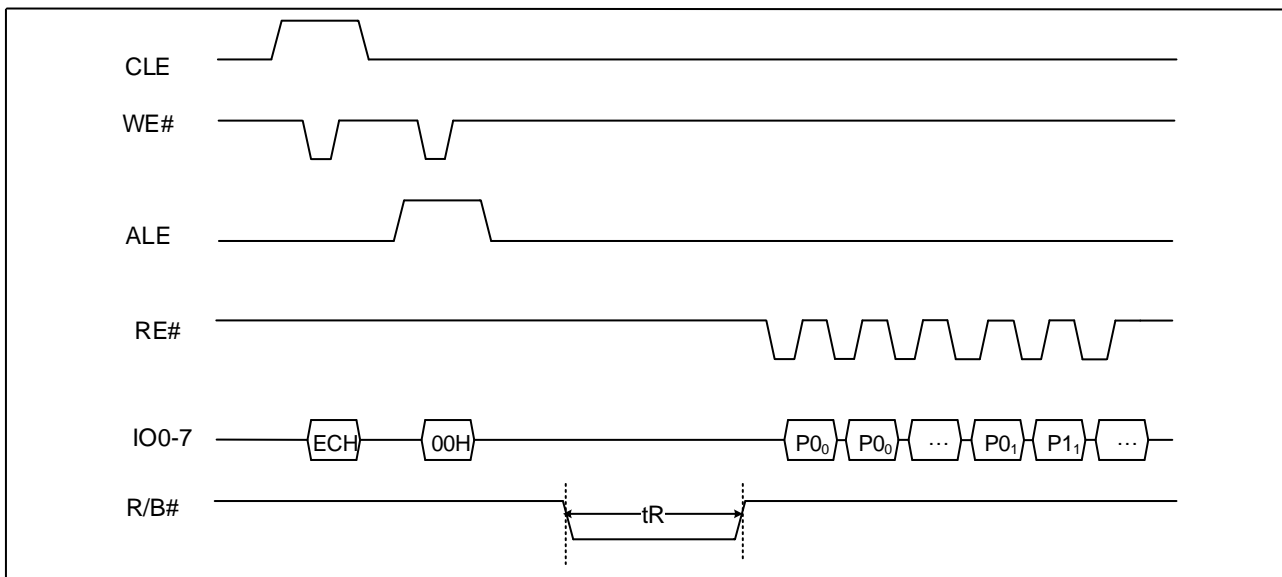 CLE
WE#
ALE
RE#
IO0-7 ECH 00H P0₀ P0₀ ... P0₁ P1₁ ...
R/B# tR